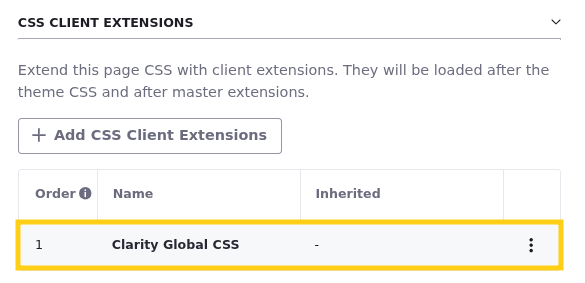 CSS CLIENT EXTENSIONS
Extend this page CSS with client extensions. They will be loaded after the
theme CSS and after master extensions.
Add CSS Client Extensions
Order Name Inherited
1 Clarity Global CSS -